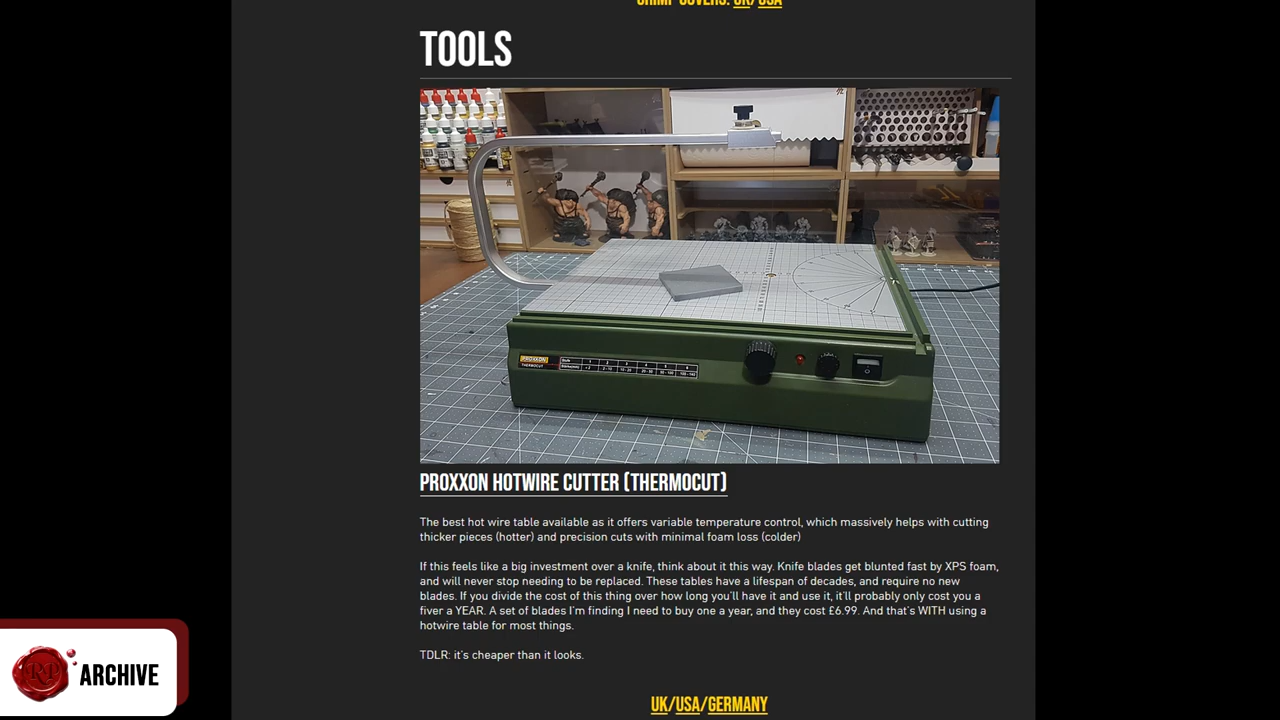 UK/USA
TOOLS
PROXXON
THERMOCUT
PROXXON HOTWIRE CUTTER (THERMOCUT)
The best hot wire table available as it offers variable temperature control, which massively helps with cutting
thicker pieces (hotter) and precision cuts with minimal foam loss (colder)
If this feels like a big investment over a knife, think about it this way. Knife blades get blunted fast by XPS foam,
and will never stop needing to be replaced. These tables have a lifespan of decades, and require no new
blades. If you divide the cost of this thing over how long you'll have it and use it, it'll probably only cost you a
fiver a YEAR. A set of blades I'm finding I need to buy one a year, and they cost £6.99. And that's WITH using a
hotwire table for most things.
TDLR: it's cheaper than it looks.
UK/USA/GERMANY
RP ARCHIVE